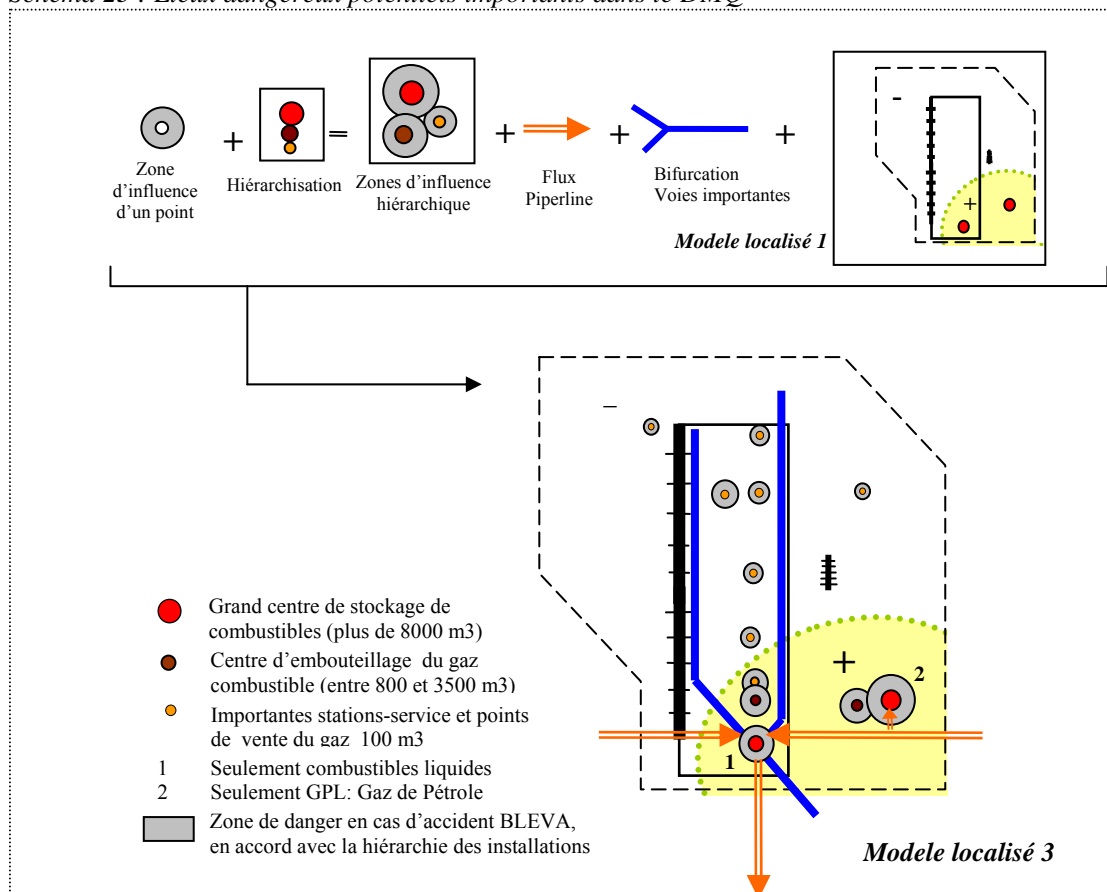 + + = + + +
Zone
d'influence
d'un point
Hiérarchisation
Zones d'influence
hiérarchique
Flux
Piperline
Bifurcation
Voies importantes
-
+
Modele localisé 1
–
+
2
1
Grand centre de stockage de
combustibles (plus de 8000 m3)
Centre d'embouteillage du gaz
combustible (entre 800 et 3500 m3)
Importantes stations-service et points
de vente du gaz 100 m3
1 Seulement combustibles liquides
2 Seulement GPL: Gaz de Pétrole
Zone de danger en cas d'accident BLEVA,
en accord avec la hiérarchie des installations
Modele localisé 3